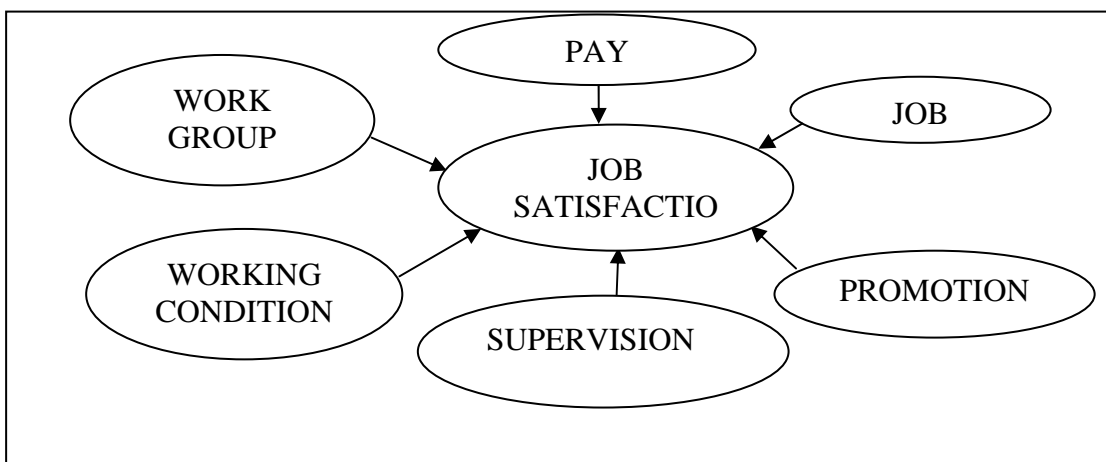 PAY
WORK
GROUP
JOB
JOB
SATISFACTIO
WORKING
CONDITION
PROMOTION
SUPERVISION